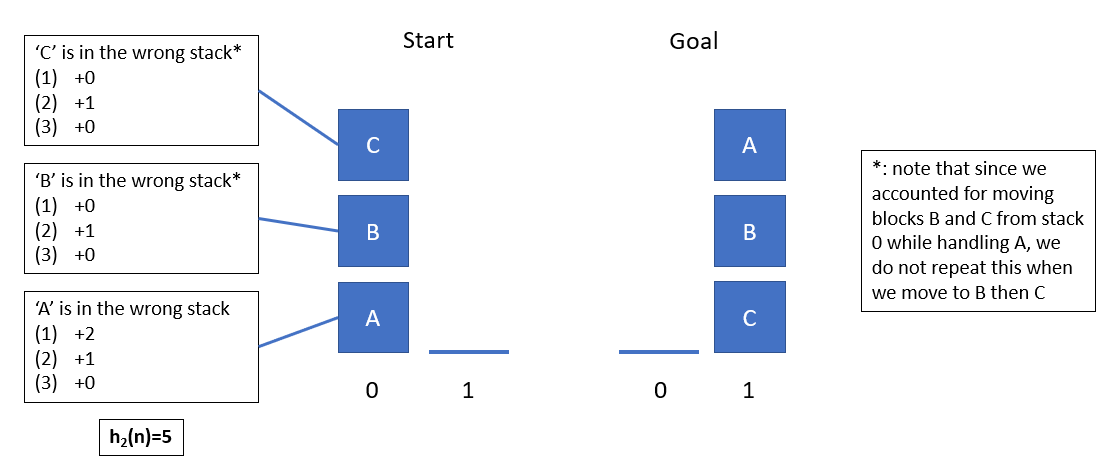 Start
Goal
‘C’ is in the wrong stack*
(1) +0
(2) +1
(3) +0
‘B’ is in the wrong stack*
(1) +0
(2) +1
(3) +0
‘A’ is in the wrong stack
(1) +2
(2) +1
(3) +0
h₂(n)=5
C
B
A
0 1
A
B
C
0 1
*: note that since we
accounted for moving
blocks B and C from stack
0 while handling A, we
do not repeat this when
we move to B then C